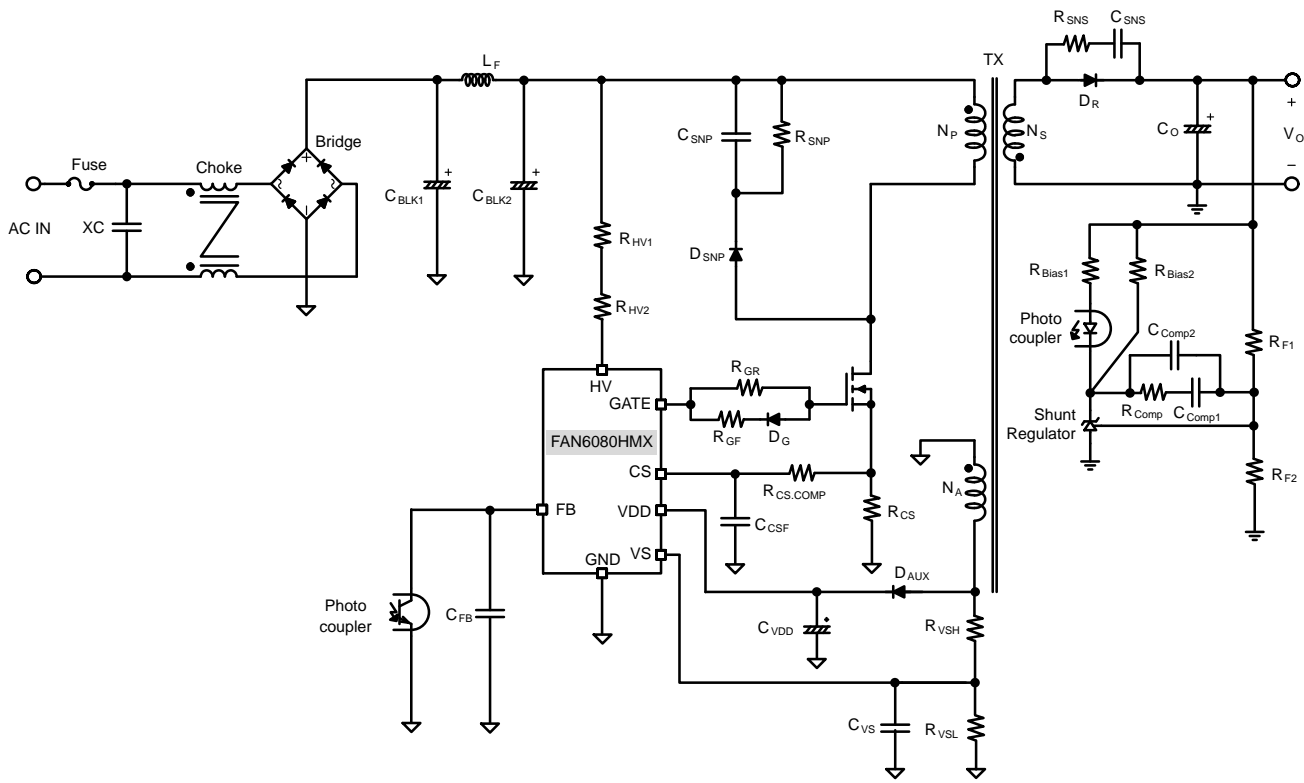 R SNS
C SNS
L F
TX
D R
+
C SNP
R SNP
N P
N S
C O
+
+
V O
−
Fuse
Choke
Bridge
+
−
AC IN
XC
C BLK1
+
C BLK2
+
R HV1
D SNP
R HV2
R Bias1
R Bias2
Photo
coupler
C Comp2
R F1
R Comp
C Comp1
Shunt
Regulator
R F2
HV
GATE
FAN6080HMX
CS
VDD
VS
FB
GND
R GR
R GF
D G
R CS.COMP
C CSF
R CS
N A
D AUX
Photo
coupler
C FB
C VDD
R VSH
C VS
R VSL